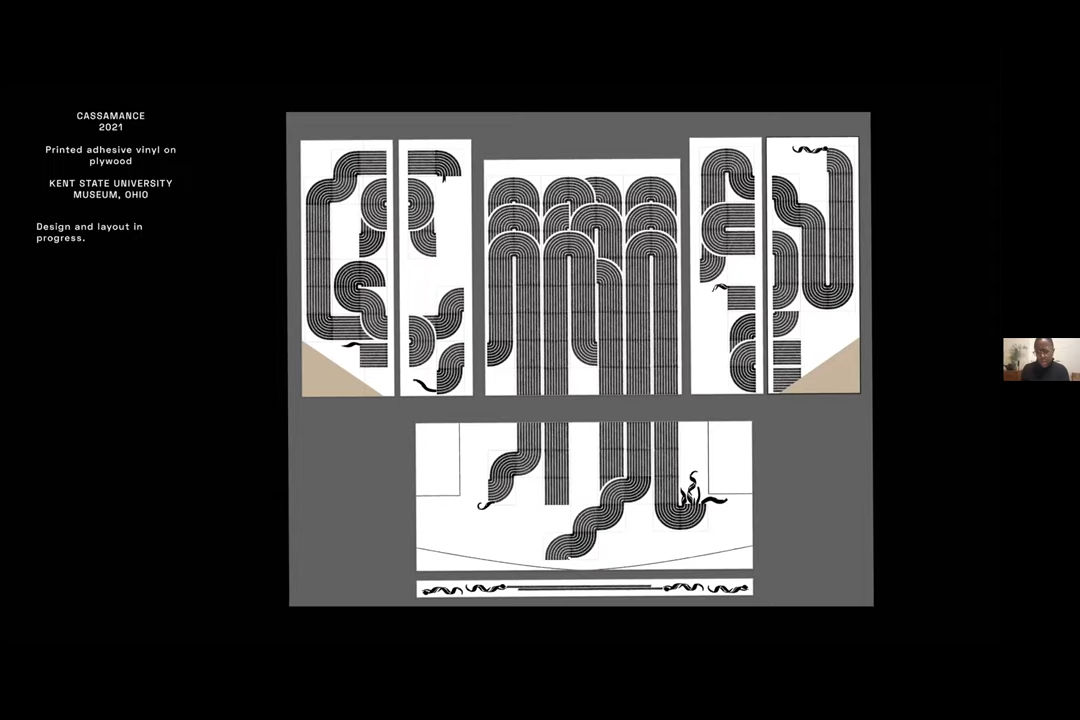 CASSAMANCE
2021
Printed adhesive vinyl on
plywood
KENT STATE UNIVERSITY
MUSEUM, OHIO
Design and layout in
progress.